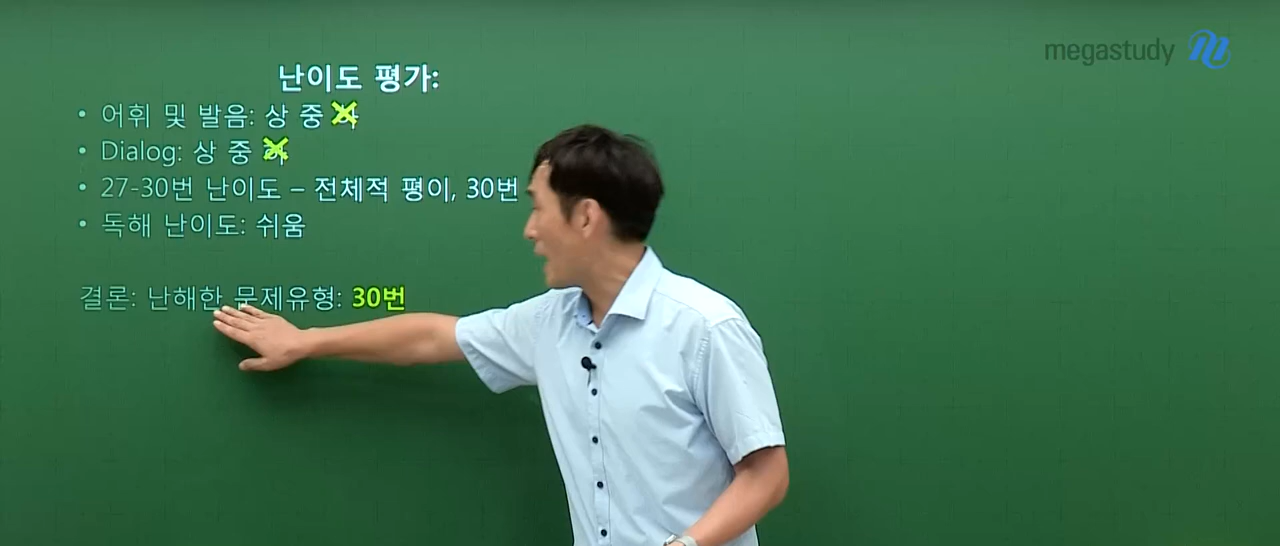 megastudy
난이도 평가:
• 어휘 및 발음: 상 중 하
• Dialog: 상 중 하
• 27-30번 난이도 – 전체적 평이, 30번
• 독해 난이도: 쉬움
결론: 난해한 문제유형: 30번